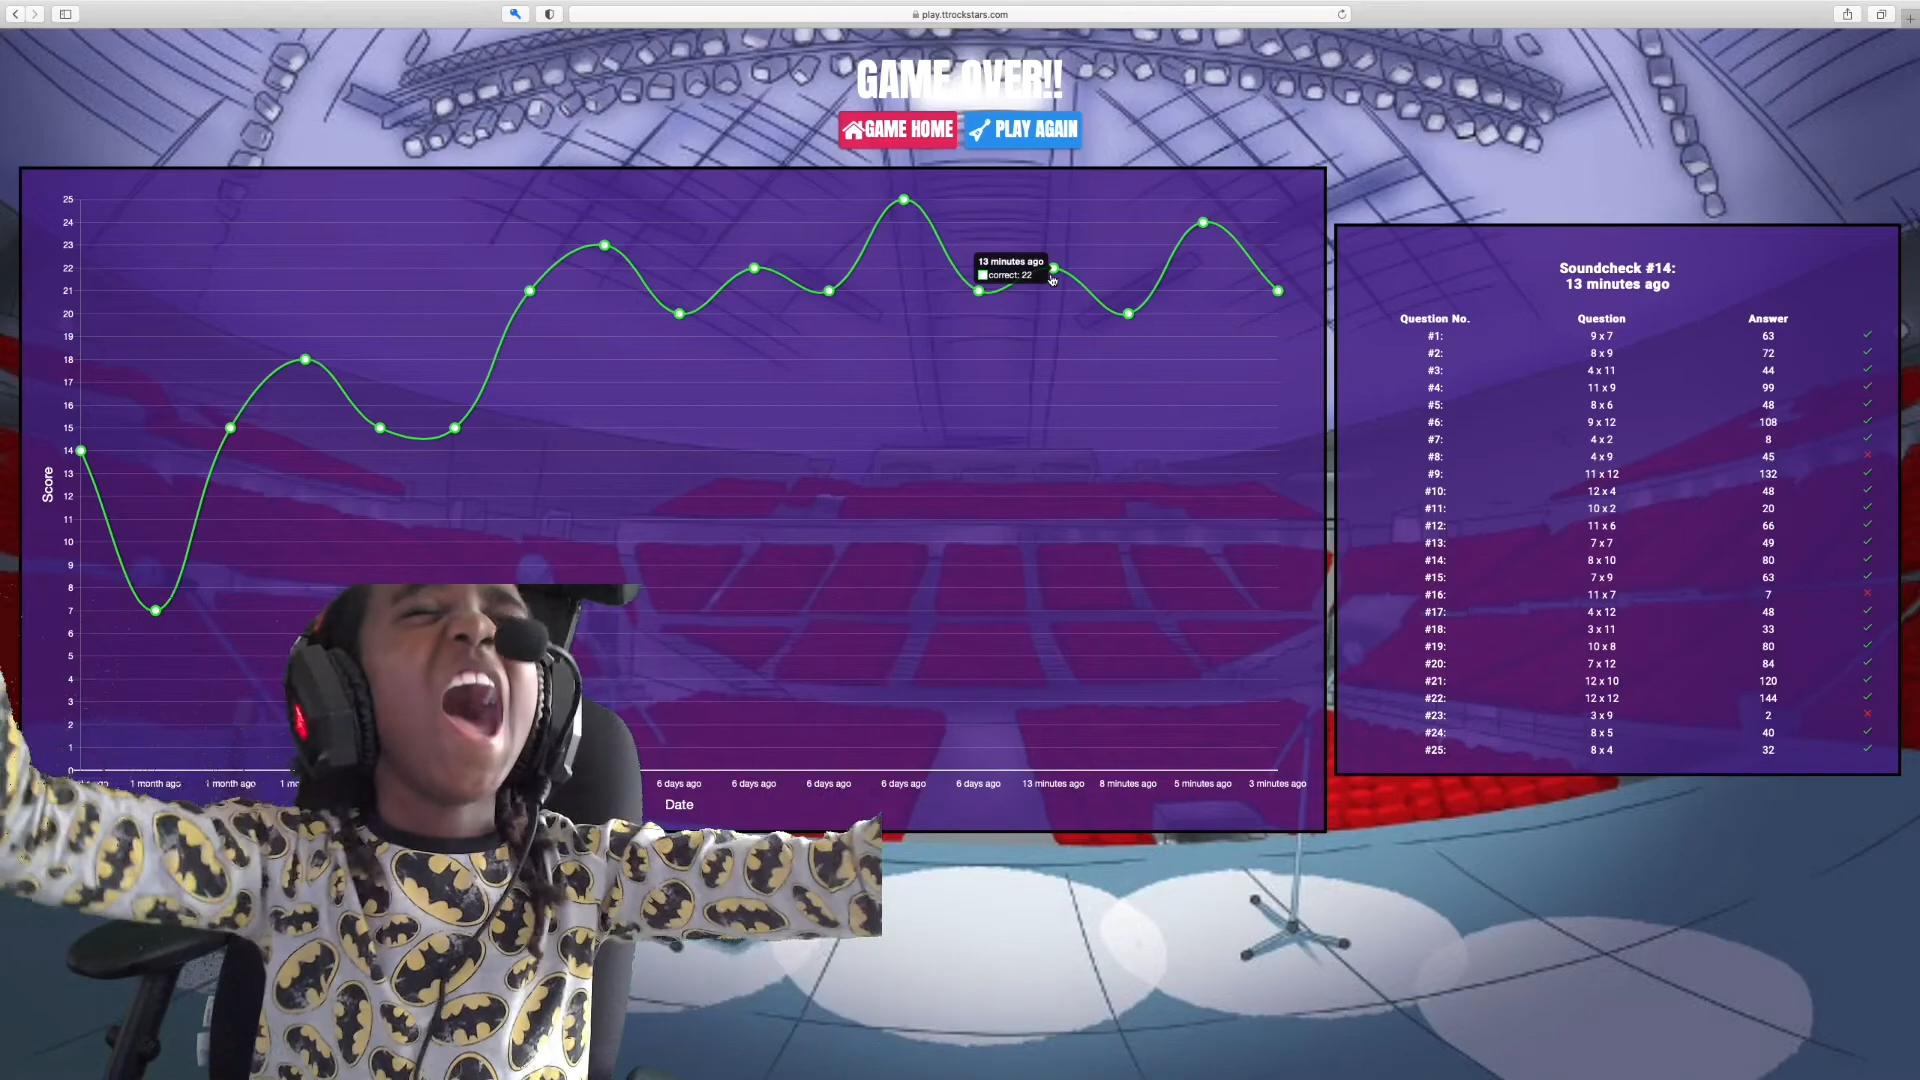 play.ttrockstars.com
GAME OVER!!
GAME HOME PLAY AGAIN
25
24
23
22
21
20
19
18
17
16
15
14
13
12
11
10
9
8
7
6
5
4
3
2
1
0
Score
13 minutes ago
correct: 22
ago 1 month ago 1 month ago 6 days ago 6 days ago 6 days ago 6 days ago 6 days ago 13 minutes ago 8 minutes ago 5 minutes ago 3 minutes ago
Date
Soundcheck #14:
13 minutes ago
Question No. Question Answer
#1: 9 x 7 63 ✓
#2: 8 x 9 72 ✓
#3: 4 x 11 44 ✓
#4: 11 x 9 99 ✓
#5: 8 x 6 48 ✓
#6: 9 x 12 108 ✓
#7: 4 x 2 8 ✓
#8: 4 x 9 45 ✗
#9: 11 x 12 132 ✓
#10: 12 x 4 48 ✓
#11: 10 x 2 20 ✓
#12: 11 x 6 66 ✓
#13: 7 x 7 49 ✓
#14: 8 x 10 80 ✓
#15: 7 x 9 63 ✓
#16: 11 x 7 7 ✗
#17: 4 x 12 48 ✓
#18: 3 x 11 33 ✓
#19: 10 x 8 80 ✓
#20: 7 x 12 84 ✓
#21: 12 x 10 120 ✓
#22: 12 x 12 144 ✓
#23: 3 x 9 2 ✗
#24: 8 x 5 40 ✓
#25: 8 x 4 32 ✓